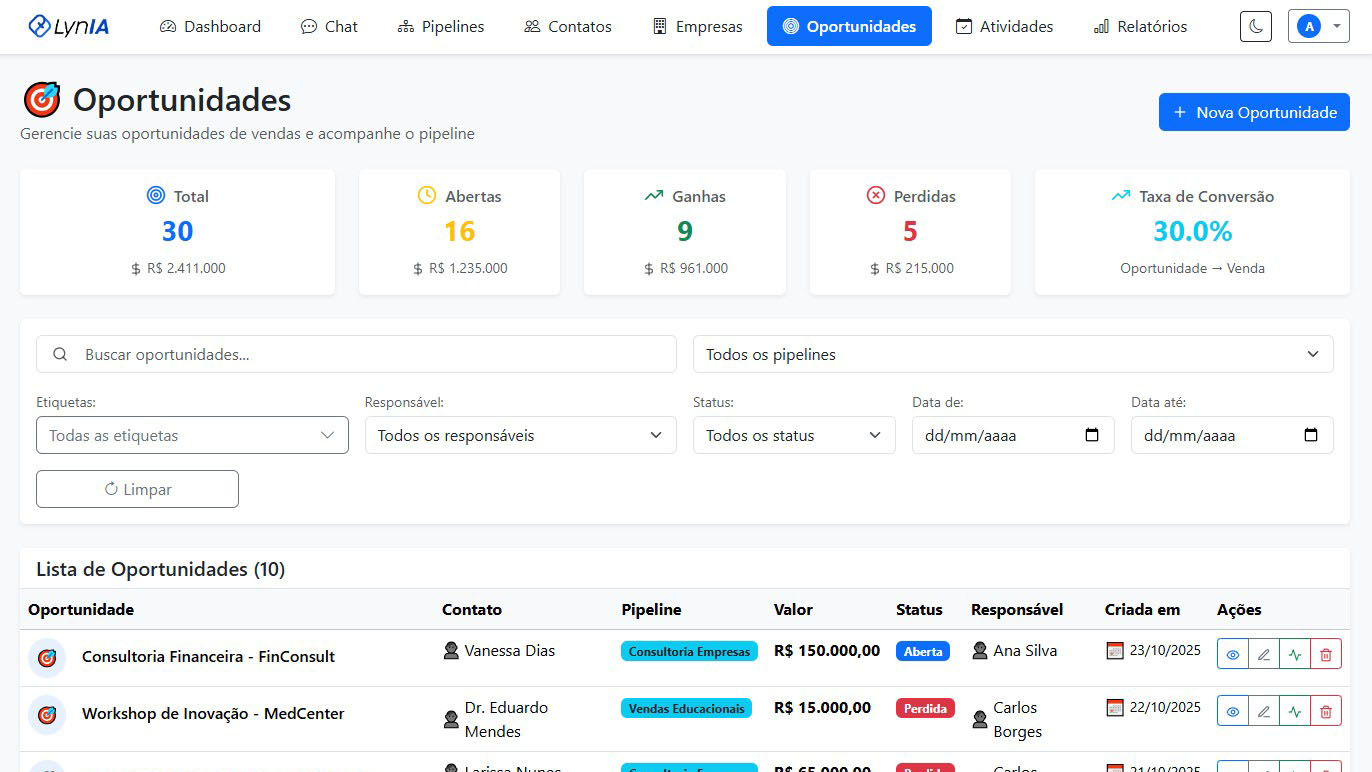 LynIA Dashboard Chat Pipelines Contatos Empresas Oportunidades Atividades Relatórios A
Oportunidades
Gerencie suas oportunidades de vendas e acompanhe o pipeline
+ Nova Oportunidade
Total Abertas Ganhas Perdidas Taxa de Conversão
30 16 9 5 30.0%
$ R$ 2.411.000 $ R$ 1.235.000 $ R$ 961.000 $ R$ 215.000 Oportunidade → Venda
Buscar oportunidades... Todos os pipelines
Etiquetas: Responsável: Status: Data de: Data até:
Todas as etiquetas Todos os responsáveis Todos os status dd/mm/aaaa dd/mm/aaaa
Limpar
Lista de Oportunidades (10)
Oportunidade Contato Pipeline Valor Status Responsável Criada em Ações
Consultoria Financeira - FinConsult Vanessa Dias Consultoria Empresas R$ 150.000,00 Aberta Ana Silva 23/10/2025
Workshop de Inovação - MedCenter Dr. Eduardo Mendes Vendas Educacionais R$ 15.000,00 Perdida Carlos Borges 22/10/2025
Larissa Nunes Consultoria Empresas R$ 65.000,00 Perdida Carlos 21/10/2025